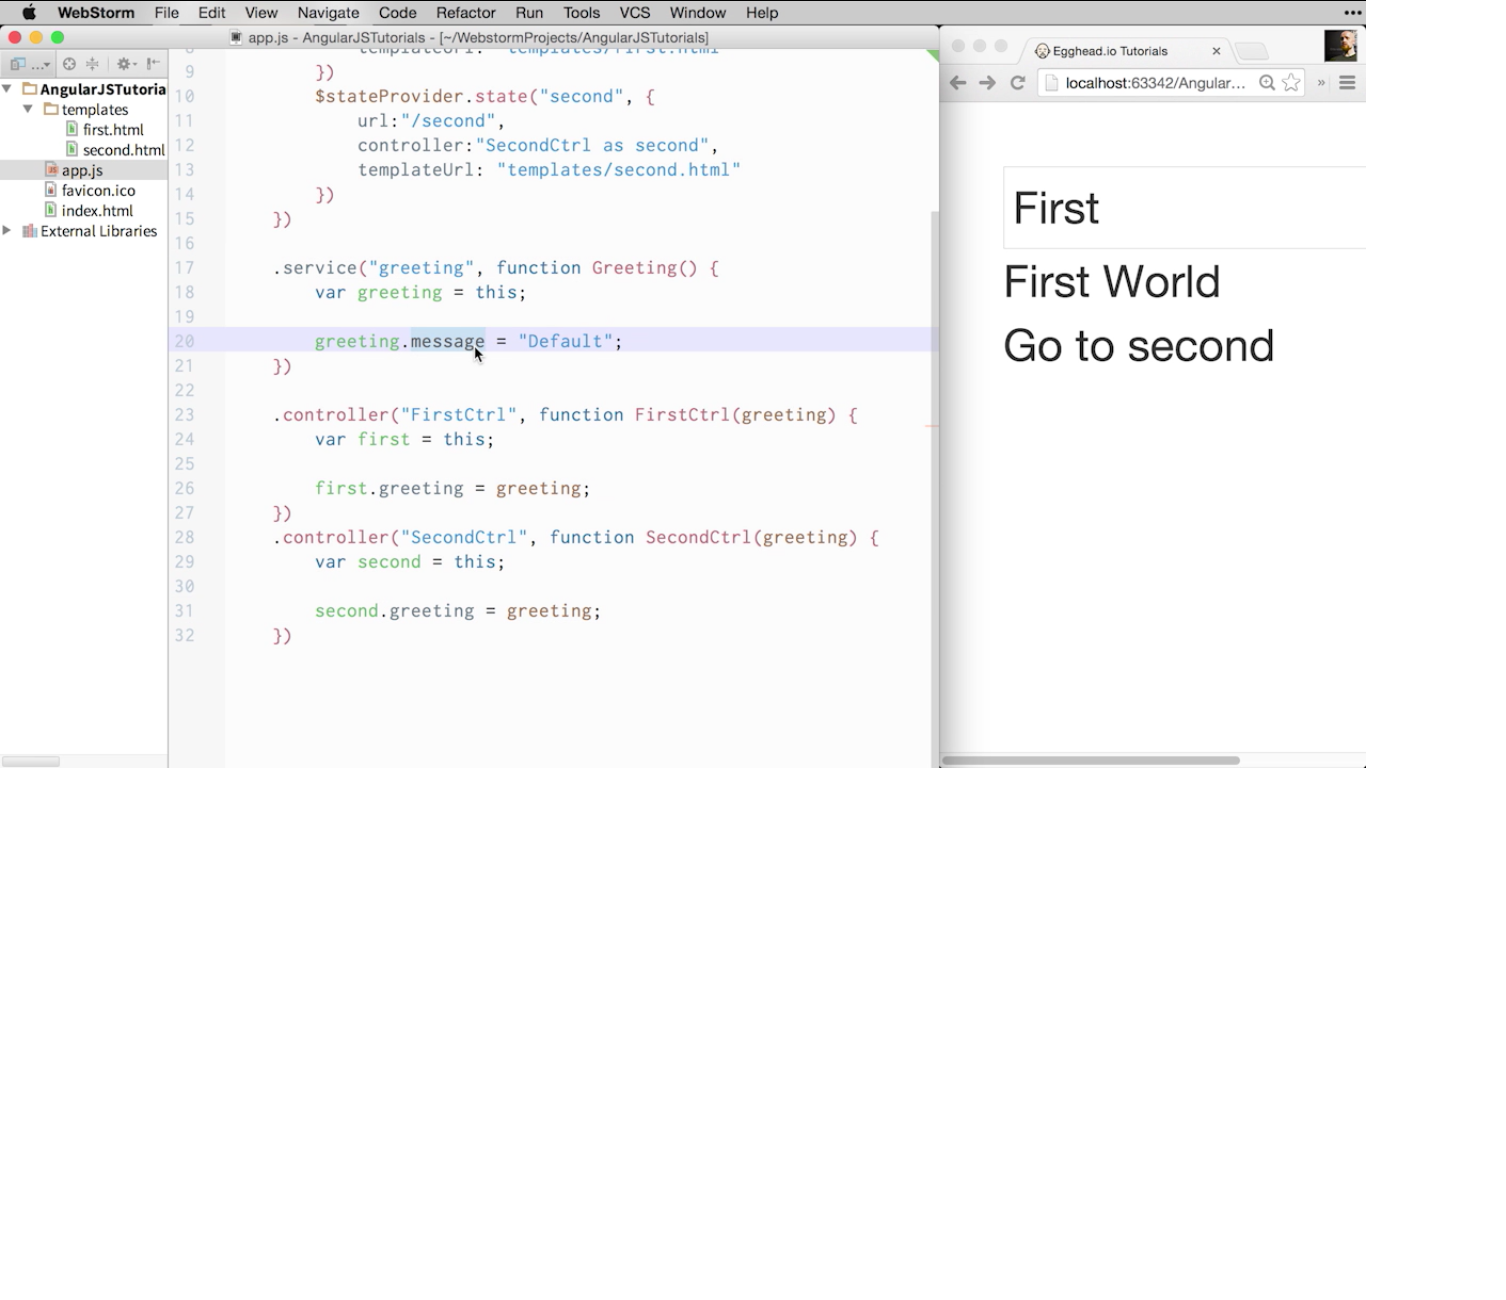 WebStorm File Edit View Navigate Code Refactor Run Tools VCS Window Help
app.js - AngularJSTutorials - [~/WebstormProjects/AngularJSTutorials]
AngularJSTutoria
templates
first.html
second.html
app.js
favicon.ico
index.html
External Libraries
8 templateUrl: "templates/first.html"
9 })
10 $stateProvider.state("second", {
11 url:"/second",
12 controller:"SecondCtrl as second",
13 templateUrl: "templates/second.html"
14 })
15 })
16
17 .service("greeting", function Greeting() {
18 var greeting = this;
19
20 greeting.message = "Default";
21 })
22
23 .controller("FirstCtrl", function FirstCtrl(greeting) {
24 var first = this;
25
26 first.greeting = greeting;
27 })
28 .controller("SecondCtrl", function SecondCtrl(greeting) {
29 var second = this;
30
31 second.greeting = greeting;
32 })
Egghead.io Tutorials
localhost:63342/Angular...
First
First World
Go to second